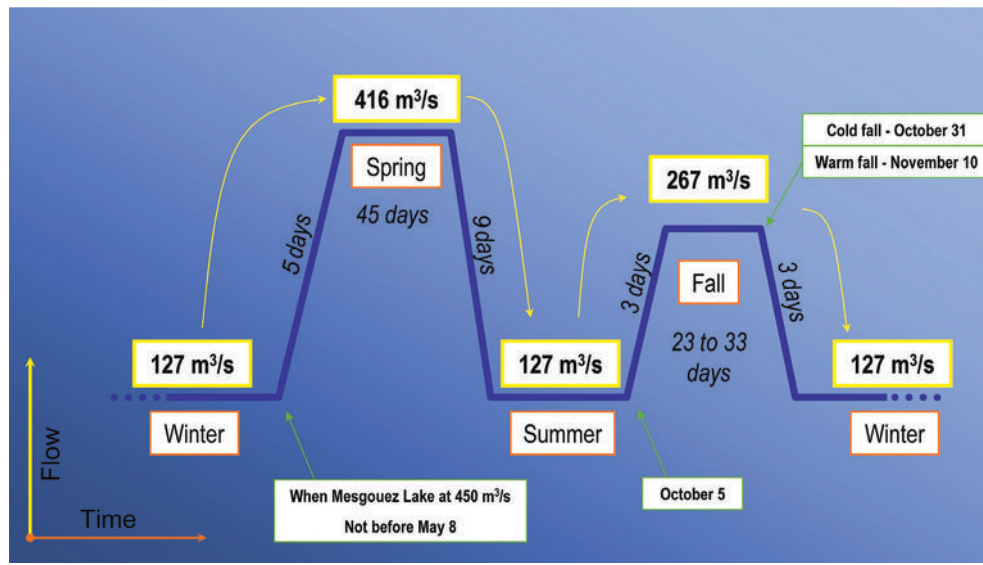 416 m³/s
Spring
45 days
5 days
9 days
Cold fall - October 31
Warm fall - November 10
267 m³/s
3 days
Fall
3 days
23 to 33
days
127 m³/s
127 m³/s
127 m³/s
Winter
Summer
Winter
Flow
Time
When Mesgouez Lake at 450 m³/s
Not before May 8
October 5